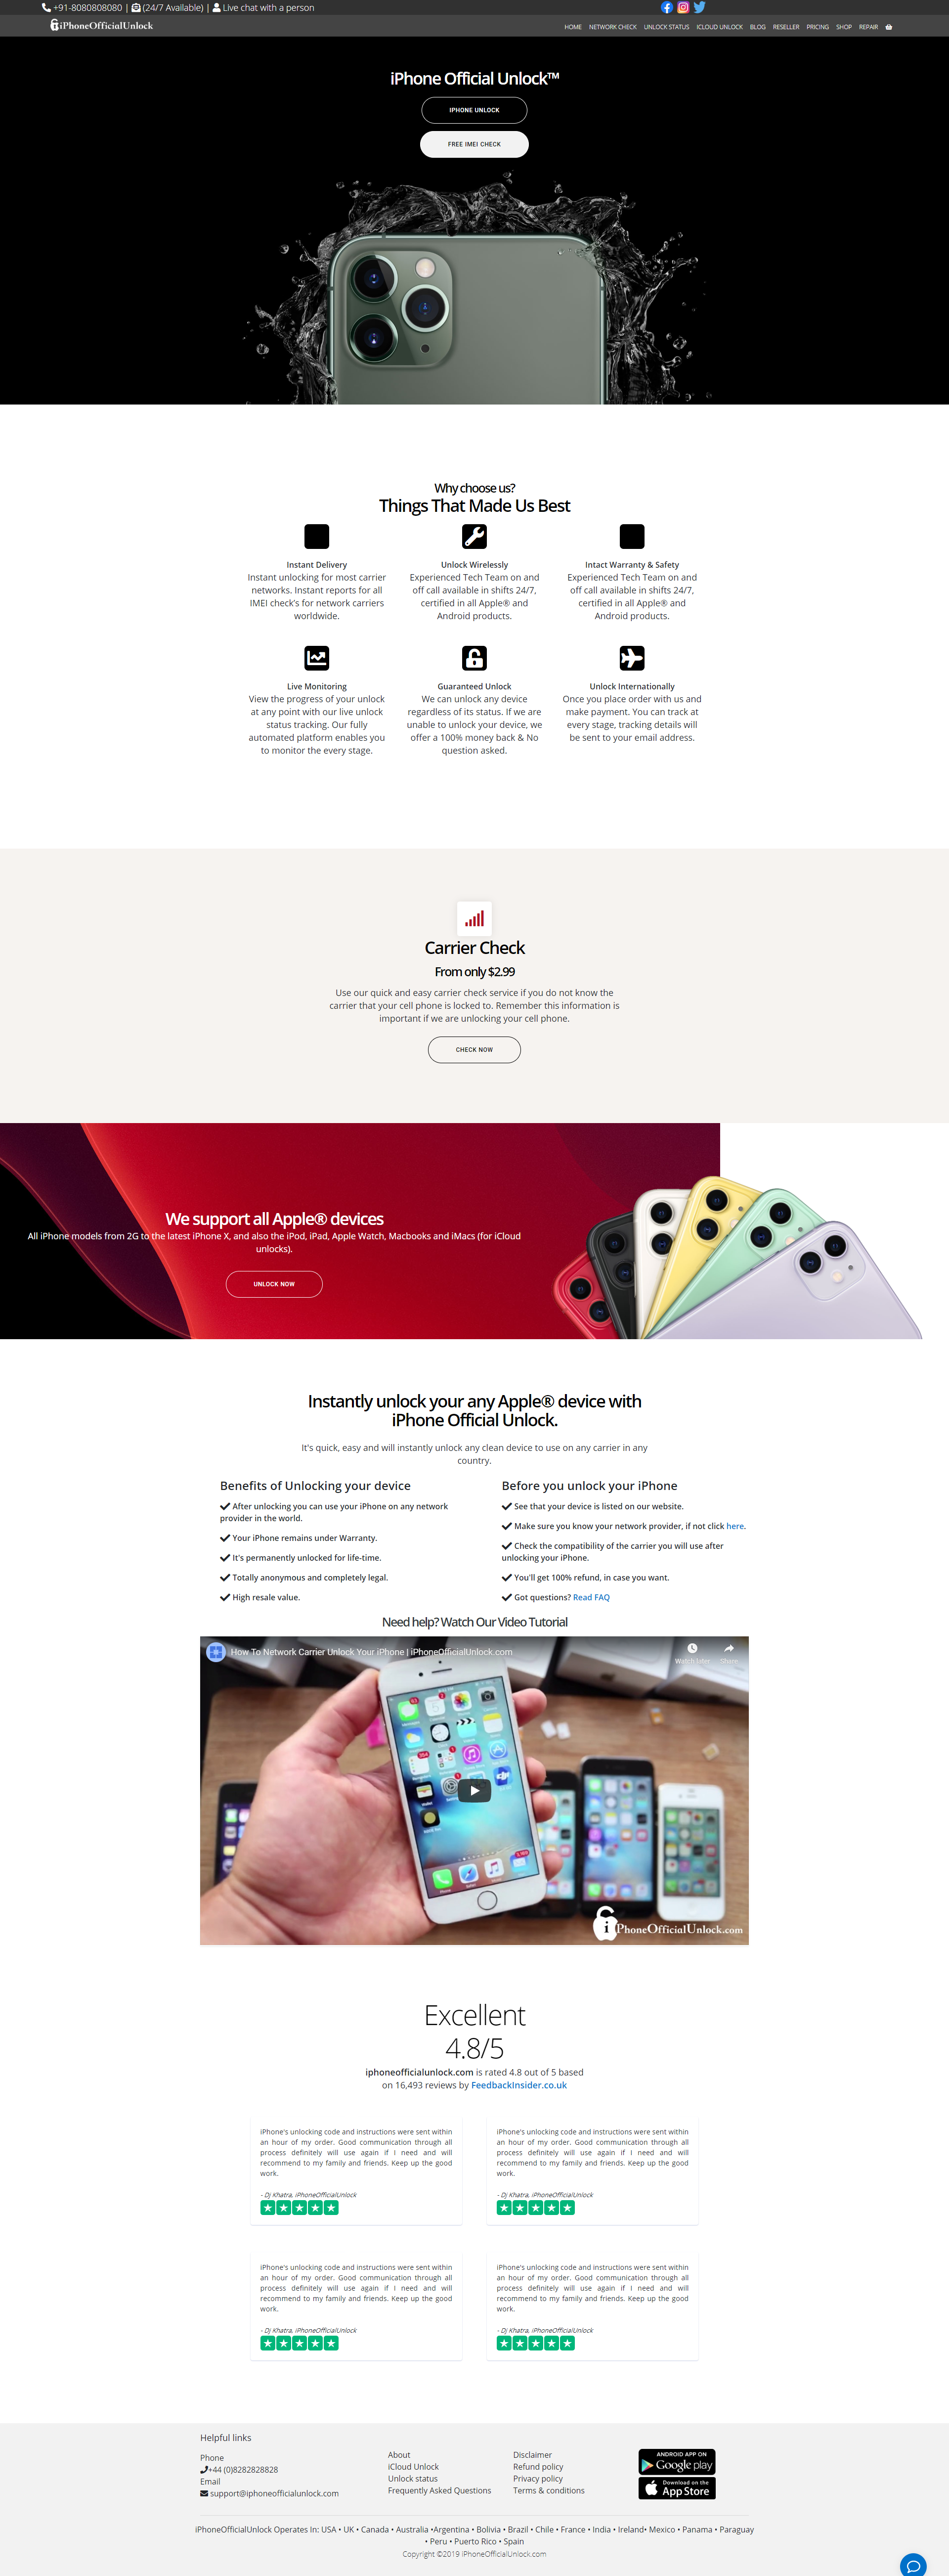 +91-8080808080 | (24/7 Available) | Live chat with a person
iPhoneOfficialUnlock
HOME NETWORK CHECK UNLOCK STATUS ICLOUD UNLOCK BLOG RESELLER PRICING SHOP REPAIR
iPhone Official Unlock™
IPHONE UNLOCK
FREE IMEI CHECK
Why choose us?
Things That Made Us Best
Instant Delivery
Instant unlocking for most carrier
networks. Instant reports for all
IMEI check's for network carriers
worldwide.
Unlock Wirelessly
Experienced Tech Team on and
off call available in shifts 24/7,
certified in all Apple® and
Android products.
Intact Warranty & Safety
Experienced Tech Team on and
off call available in shifts 24/7,
certified in all Apple® and
Android products.
Live Monitoring
View the progress of your unlock
at any point with our live unlock
status tracking. Our fully
automated platform enables you
to monitor the every stage.
Guaranteed Unlock
We can unlock any device
regardless of its status. If we are
unable to unlock your device, we
offer a 100% money back & No
question asked.
Unlock Internationally
Once you place order with us and
make payment. You can track at
every stage, tracking details will
be sent to your email address.
Carrier Check
From only $2.99
Use our quick and easy carrier check service if you do not know the
carrier that your cell phone is locked to. Remember this information is
important if we are unlocking your cell phone.
CHECK NOW
We support all Apple® devices
All iPhone models from 2G to the latest iPhone X, and also the iPod, iPad, Apple Watch, Macbooks and iMacs (for iCloud
unlocks).
UNLOCK NOW
Instantly unlock your any Apple® device with
iPhone Official Unlock.
It's quick, easy and will instantly unlock any clean device to use on any carrier in any
country.
Benefits of Unlocking your device
After unlocking you can use your iPhone on any network
provider in the world.
Your iPhone remains under Warranty.
It's permanently unlocked for life-time.
Totally anonymous and completely legal.
High resale value.
Before you unlock your iPhone
See that your device is listed on our website.
Make sure you know your network provider, if not click here.
Check the compatibility of the carrier you will use after
unlocking your iPhone.
You'll get 100% refund, in case you want.
Got questions? Read FAQ
Need help? Watch Our Video Tutorial
How To Network Carrier Unlock Your iPhone | iPhoneOfficialUnlock.com
Watch later Share
iPhoneOfficialUnlock.com
Excellent
4.8/5
iphoneofficialunlock.com is rated 4.8 out of 5 based
on 16,493 reviews by FeedbackInsider.co.uk
iPhone's unlocking code and instructions were sent within
an hour of my order. Good communication through all
process definitely will use again if I need and will
recommend to my family and friends. Keep up the good
work.
- Dj Khatra, iPhoneOfficialUnlock
iPhone's unlocking code and instructions were sent within
an hour of my order. Good communication through all
process definitely will use again if I need and will
recommend to my family and friends. Keep up the good
work.
- Dj Khatra, iPhoneOfficialUnlock
iPhone's unlocking code and instructions were sent within
an hour of my order. Good communication through all
process definitely will use again if I need and will
recommend to my family and friends. Keep up the good
work.
- Dj Khatra, iPhoneOfficialUnlock
iPhone's unlocking code and instructions were sent within
an hour of my order. Good communication through all
process definitely will use again if I need and will
recommend to my family and friends. Keep up the good
work.
- Dj Khatra, iPhoneOfficialUnlock
Helpful links
Phone
+44 (0)8282828828
Email
support@iphoneofficialunlock.com
About
iCloud Unlock
Unlock status
Frequently Asked Questions
Disclaimer
Refund policy
Privacy policy
Terms & conditions
ANDROID APP ON
Google play
Download on the
App Store
iPhoneOfficialUnlock Operates In: USA • UK • Canada • Australia •Argentina • Bolivia • Brazil • Chile • France • India • Ireland• Mexico • Panama • Paraguay
• Peru • Puerto Rico • Spain
Copyright ©2019 iPhoneOfficialUnlock.com